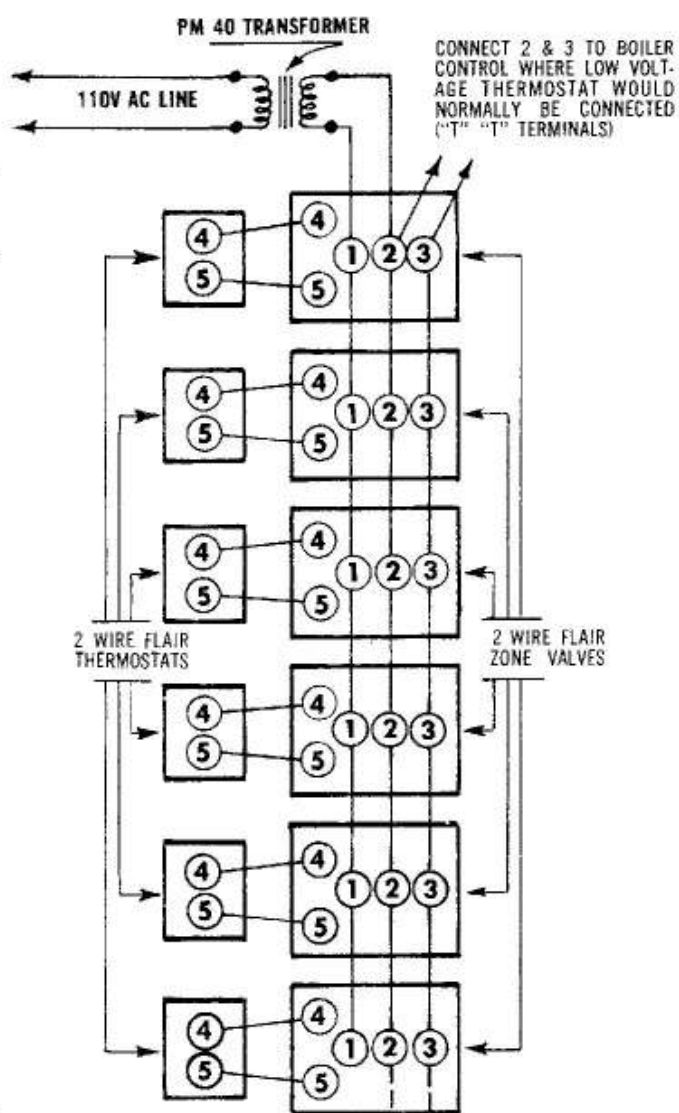 PM 40 TRANSFORMER
CONNECT 2 & 3 TO BOILER
CONTROL WHERE LOW VOLT-
AGE THERMOSTAT WOULD
NORMALLY BE CONNECTED
("T" "T" TERMINALS)
110V AC LINE
4 4
1 2 3
5 5
4 4
1 2 3
5 5
4 4
1 2 3
5 5
2 WIRE FLAIR
THERMOSTATS
2 WIRE FLAIR
ZONE VALVES
4 4
1 2 3
5 5
4 4
1 2 3
5 5
4 4
1 2 3
5 5